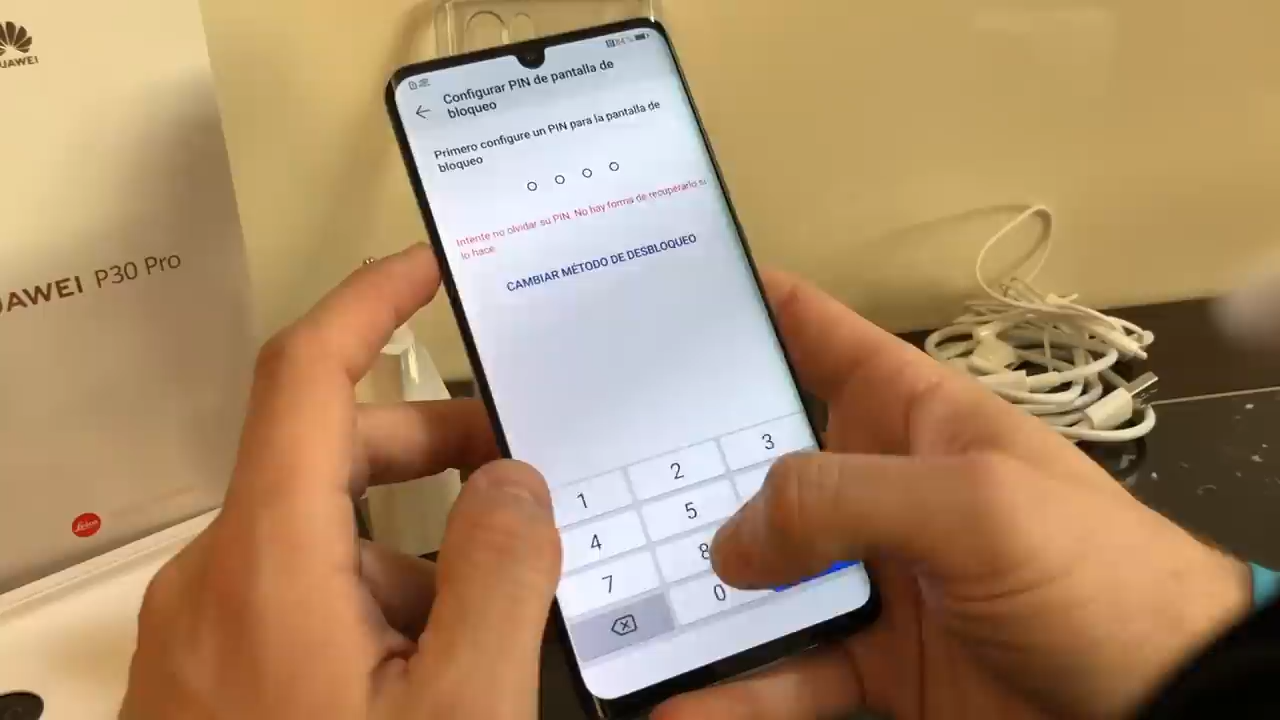 HUAWEI
HUAWEI P30 Pro
Leica
84%
Configurar PIN de pantalla de
bloqueo
Primero configure un PIN para la pantalla de
bloqueo
Intente no olvidar su PIN. No hay forma de recuperarlo si
lo hace.
CAMBIAR MÉTODO DE DESBLOQUEO
1 2 3
4 5
7 8
0